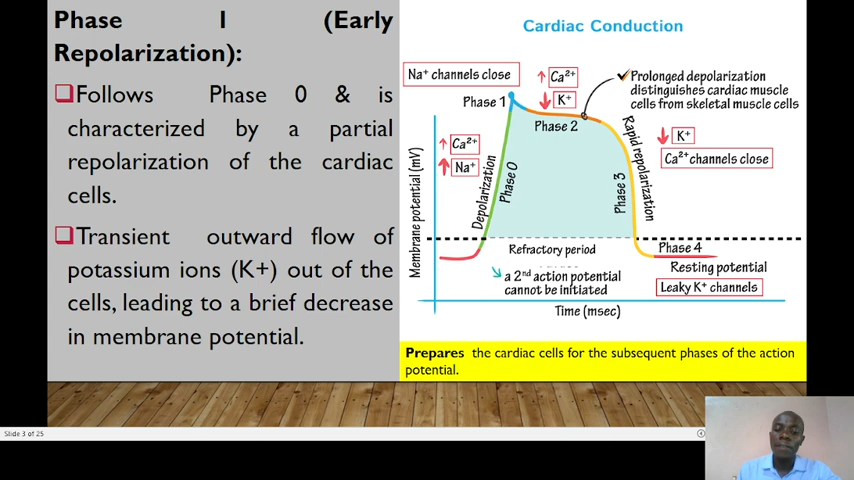 Phase I (Early
Repolarization):
Follows Phase 0 & is
characterized by a partial
repolarization of the cardiac
cells.
Transient outward flow of
potassium ions (K+) out of the
cells, leading to a brief decrease
in membrane potential.
Cardiac Conduction
Na⁺ channels close
↑ Ca²⁺
↓ K⁺
✓Prolonged depolarization
distinguishes cardiac muscle
cells from skeletal muscle cells
Phase 1
Phase 2
↑ Ca²⁺
↑ Na⁺
Depolarization
Phase 0
Phase 3
Rapid repolarization
↓ K⁺
Ca²⁺ channels close
Membrane potential (mV)
Refractory period
↘ a 2ⁿᵈ action potential
cannot be initiated
Phase 4
Resting potential
Leaky K⁺ channels
Time (msec)
Prepares the cardiac cells for the subsequent phases of the action
potential.
Slide 3 of 25